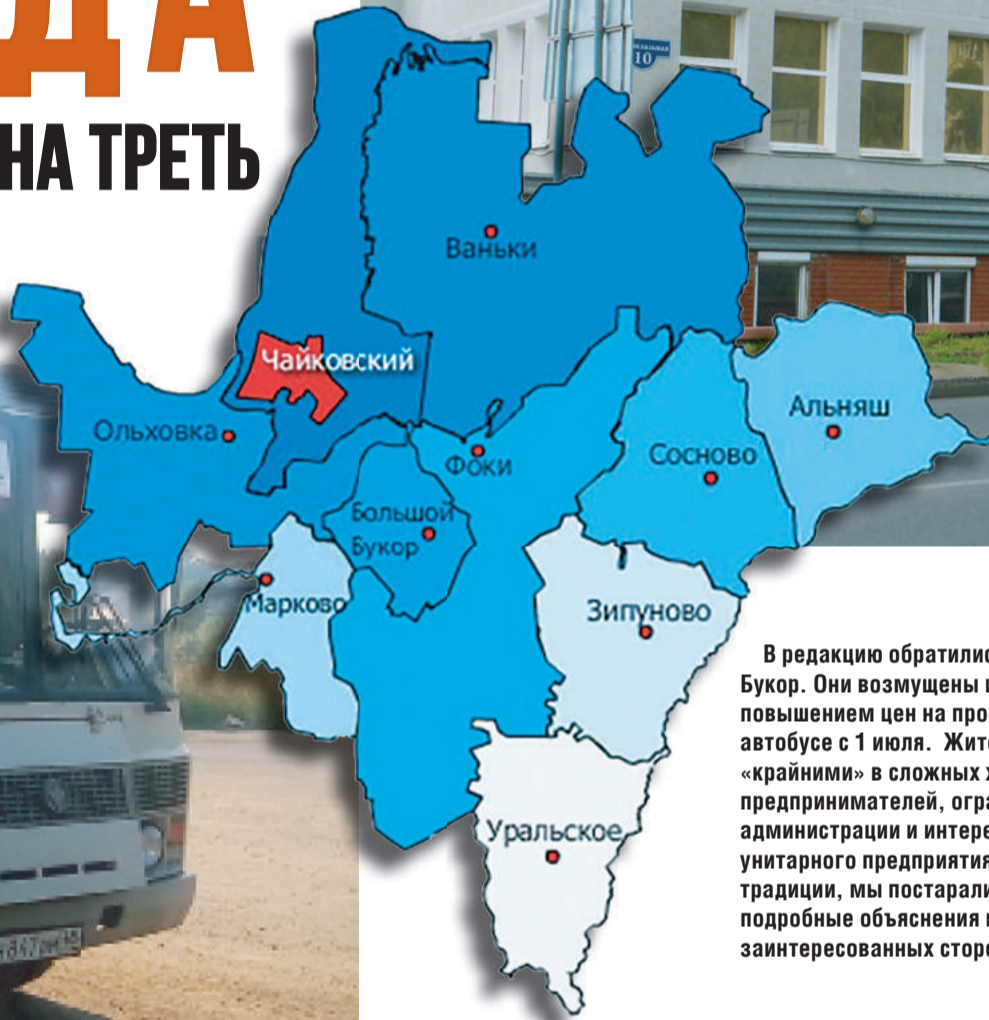 ДА
НА ТРЕТЬ
10
Ваньки
Чайковский
Ольховка
Фоки
Сосново
Альняш
Большой
Букор
Марково
Зипуново
Уральское
В редакцию обратилис
Букор. Они возмущены
повышением цен на про
автобусе с 1 июля. Жит
«крайними» в сложных
предпринимателей, огра
администрации и интере
унитарного предприятия
традиции, мы постарали
подробные объяснения
заинтересованных сторо